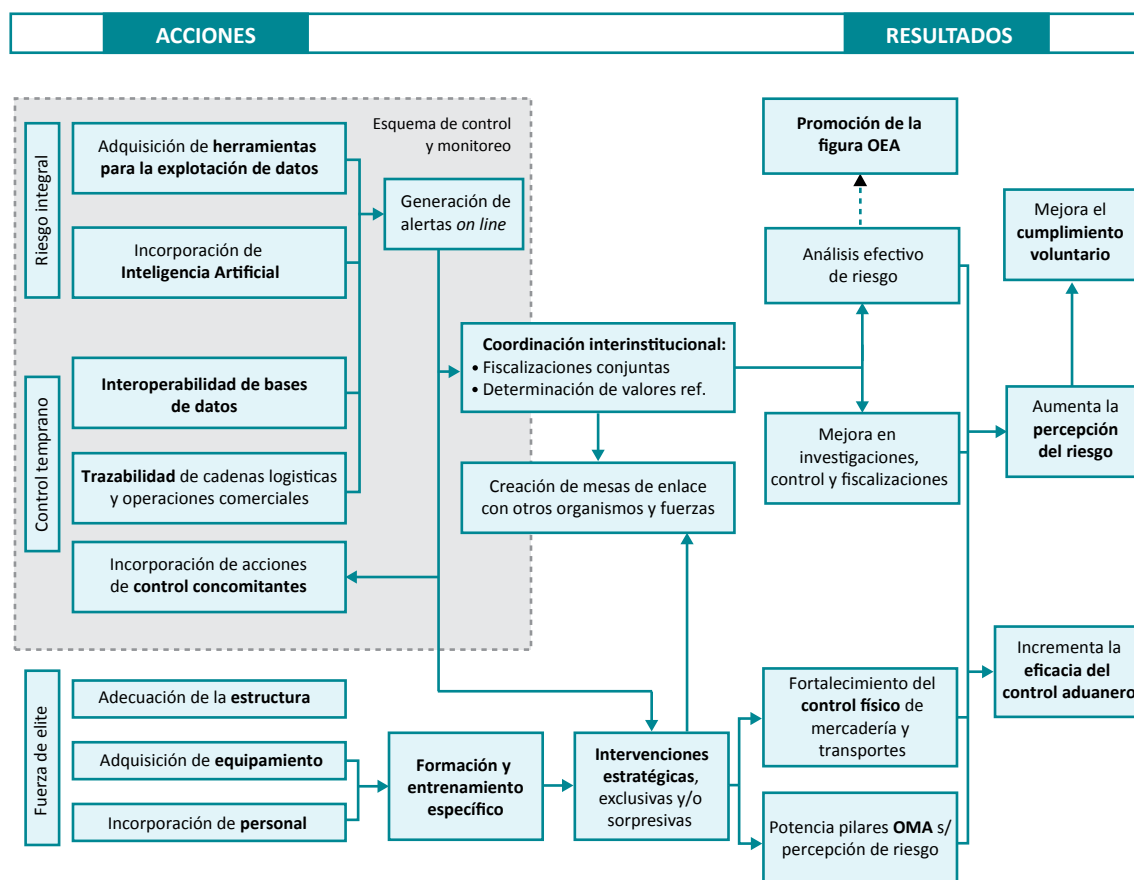 ACCIONES
RESULTADOS
Riesgo integral
Adquisición de herramientas
para la explotación de datos
Incorporación de
Inteligencia Artificial
Esquema de control
y monitoreo
Generación de
alertas on line
Control temprano
Interoperabilidad de bases
de datos
Trazabilidad de cadenas logisticas
y operaciones comerciales
Incorporación de acciones
de control concomitantes
Coordinación interinstitucional:
• Fiscalizaciones conjuntas
• Determinación de valores ref.
Creación de mesas de enlace
con otros organismos y fuerzas
Promoción de la
figura OEA
Análisis efectivo
de riesgo
Mejora en
investigaciones,
control y fiscalizaciones
Mejora el
cumplimiento
voluntario
Aumenta la
percepción
del riesgo
Incrementa la
eficacia del
control aduanero
Fuerza de elite
Adecuación de la estructura
Adquisición de equipamiento
Incorporación de personal
Formación y
entrenamiento
específico
Intervenciones
estratégicas,
exclusivas y/o
sorpresivas
Fortalecimiento del
control físico de
mercadería y
transportes
Potencia pilares OMA s/
percepción de riesgo